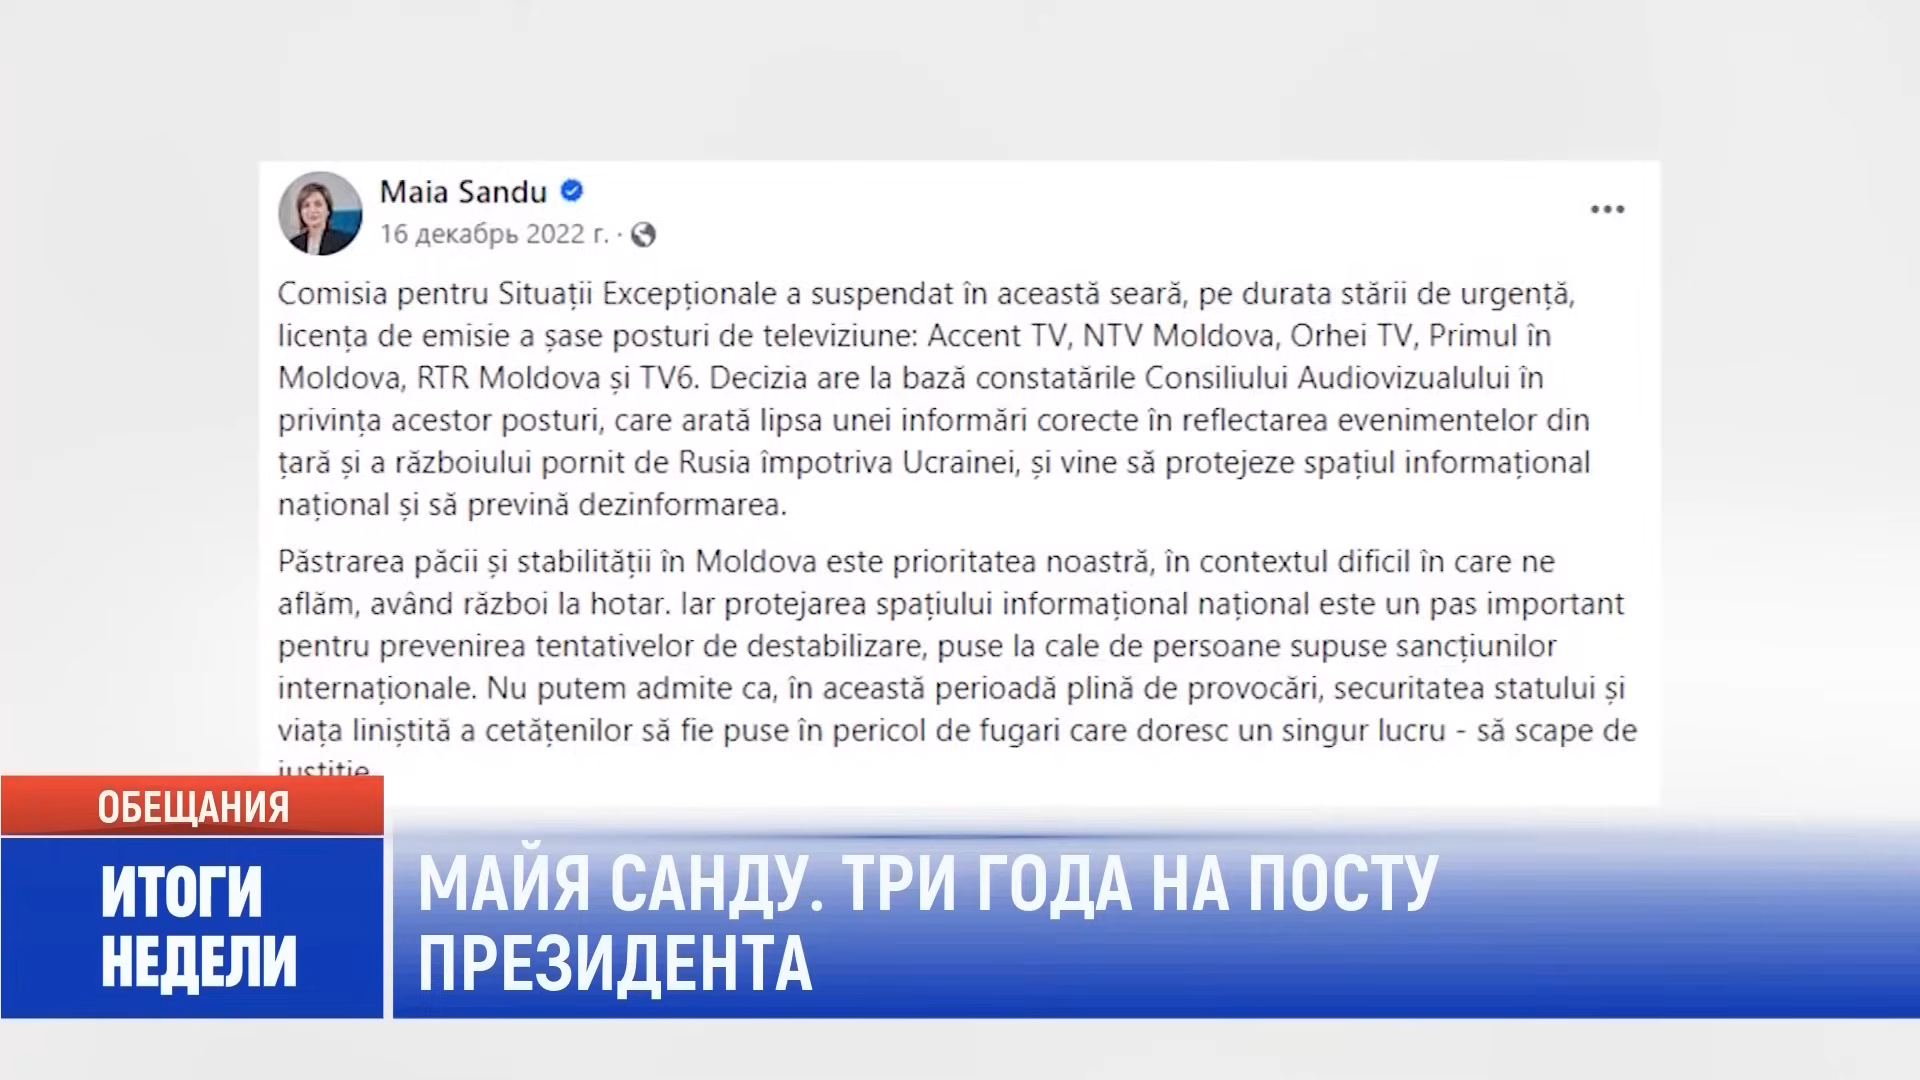 Maia Sandu
16 декабрь 2022 г. ·
Comisia pentru Situații Excepționale a suspendat în această seară, pe durata stării de urgență,
licența de emisie a șase posturi de televiziune: Accent TV, NTV Moldova, Orhei TV, Primul în
Moldova, RTR Moldova și TV6. Decizia are la bază constatările Consiliului Audiovizualului în
privința acestor posturi, care arată lipsa unei informări corecte în reflectarea evenimentelor din
țară și a războiului pornit de Rusia împotriva Ucrainei, și vine să protejeze spațiul informațional
național și să prevină dezinformarea.
Păstrarea păcii și stabilității în Moldova este prioritatea noastră, în contextul dificil în care ne
aflăm, având război la hotar. Iar protejarea spațiului informațional național este un pas important
pentru prevenirea tentativelor de destabilizare, puse la cale de persoane supuse sancțiunilor
internaționale. Nu putem admite ca, în această perioadă plină de provocări, securitatea statului și
viața liniștită a cetățenilor să fie puse în pericol de fugari care doresc un singur lucru - să scape de
justiție
ОБЕЩАНИЯ
ИТОГИ
НЕДЕЛИ
МАЙЯ САНДУ. ТРИ ГОДА НА ПОСТУ
ПРЕЗИДЕНТА